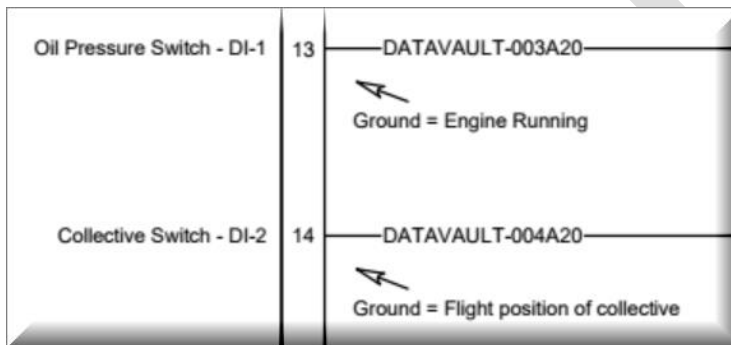 Oil Pressure Switch - DI-1 13 DATAVAULT-003A20
Ground = Engine Running
Collective Switch - DI-2 14 DATAVAULT-004A20
Ground = Flight position of collective